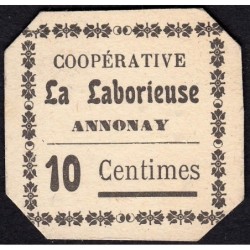 COOPÉRATIVE
La Laborieuse
ANNONAY
10 Centimes